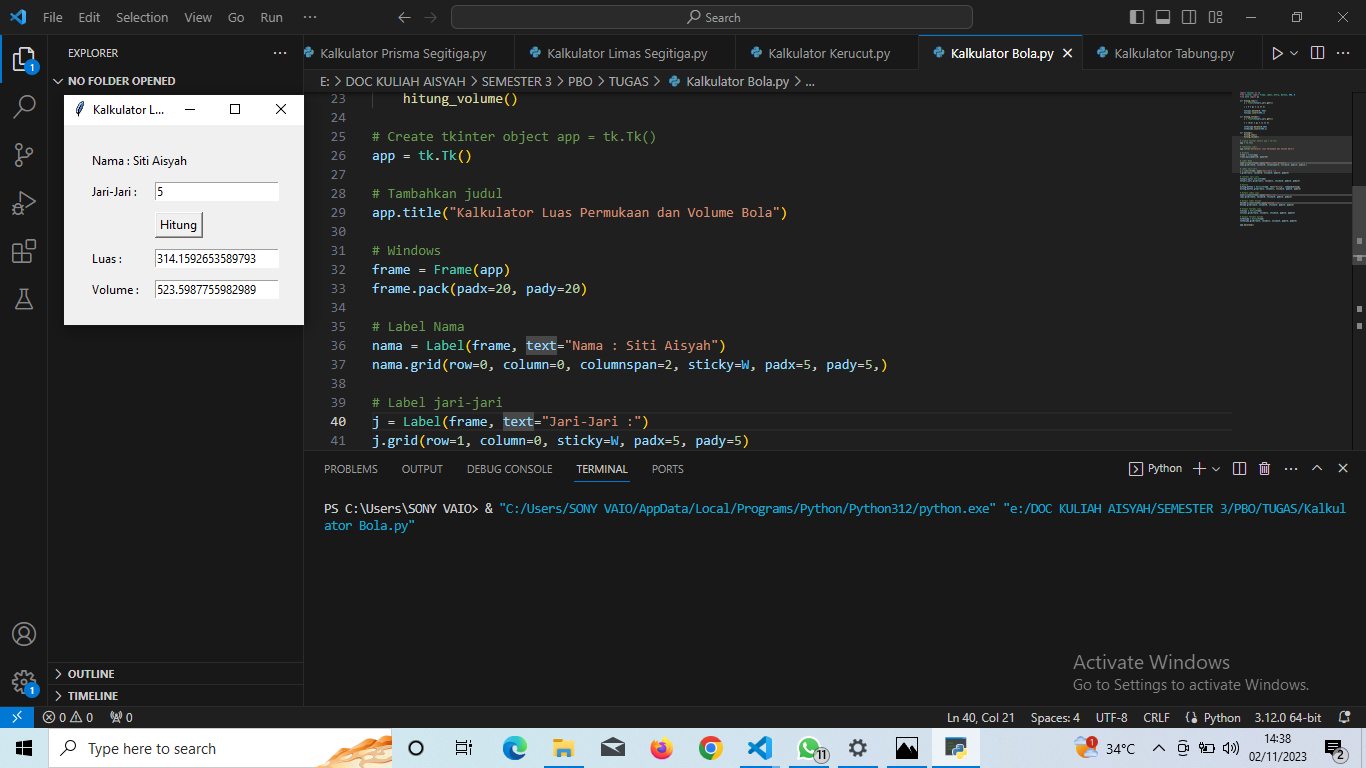 File Edit Selection View Go Run ··· Search
EXPLORER ···
NO FOLDER OPENED
Kalkulator L...
Nama : Siti Aisyah
Jari-Jari : 5
Hitung
Luas : 314.1592653589793
Volume : 523.5987755982989
OUTLINE
TIMELINE
1
1
Kalkulator Prisma Segitiga.py Kalkulator Limas Segitiga.py Kalkulator Kerucut.py Kalkulator Bola.py Kalkulator Tabung.py
E: > DOC KULIAH AISYAH > SEMESTER 3 > PBO > TUGAS > Kalkulator Bola.py > ...
23 hitung_volume()
24
25 # Create tkinter object app = tk.Tk()
26 app = tk.Tk()
27
28 # Tambahkan judul
29 app.title("Kalkulator Luas Permukaan dan Volume Bola")
30
31 # Windows
32 frame = Frame(app)
33 frame.pack(padx=20, pady=20)
34
35 # Label Nama
36 nama = Label(frame, text="Nama : Siti Aisyah")
37 nama.grid(row=0, column=0, columnspan=2, sticky=W, padx=5, pady=5,)
38
39 # Label jari-jari
40 j = Label(frame, text="Jari-Jari :")
41 j.grid(row=1, column=0, sticky=W, padx=5, pady=5)
PROBLEMS OUTPUT DEBUG CONSOLE TERMINAL PORTS Python
PS C:\Users\SONY VAIO> & "C:/Users/SONY VAIO/AppData/Local/Programs/Python/Python312/python.exe" "e:/DOC KULIAH AISYAH/SEMESTER 3/PBO/TUGAS/Kalkul
ator Bola.py"
Activate Windows
Go to Settings to activate Windows.
0 0 0 Ln 40, Col 21 Spaces: 4 UTF-8 CRLF Python 3.12.0 64-bit
Type here to search 11 1 34°C 14:38
02/11/2023 2